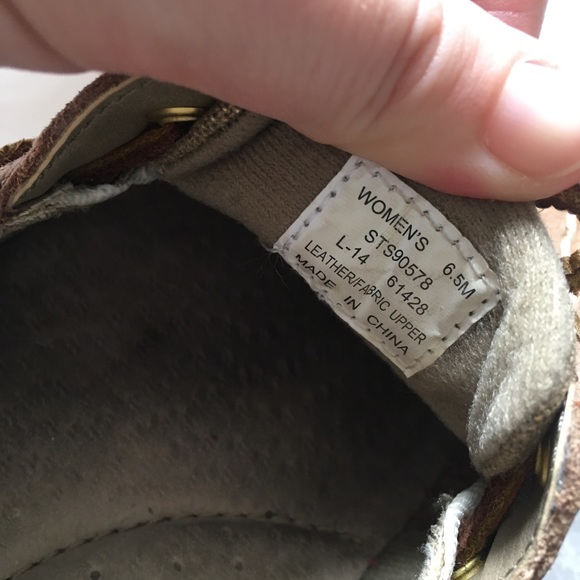 WOMEN'S 6.5M
STS90578
L-14 61428
LEATHER/FABRIC UPPER
MADE IN CHINA